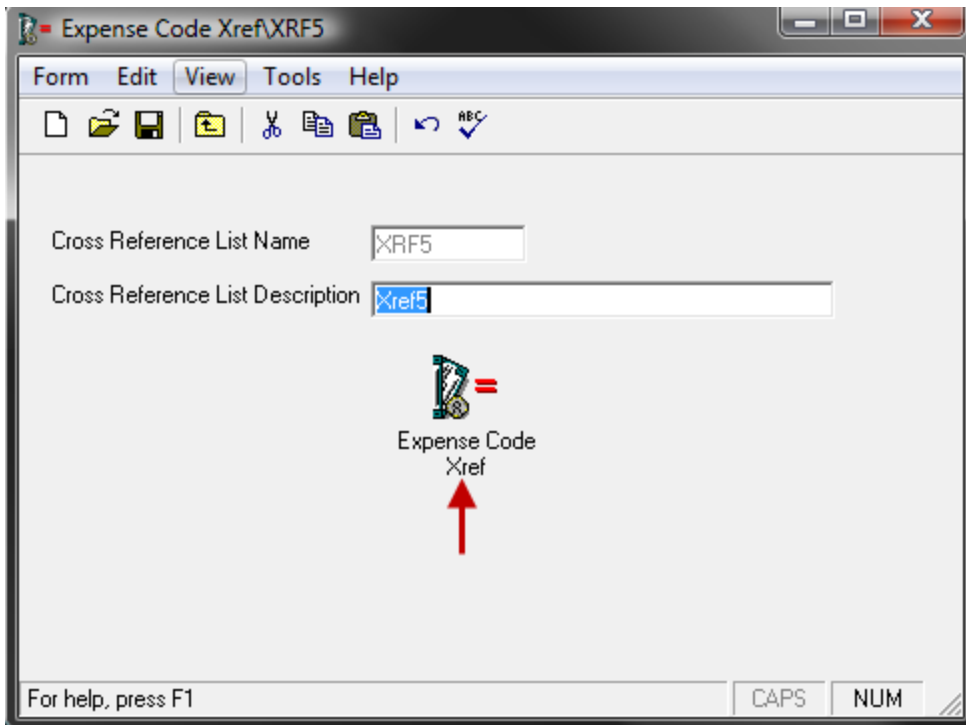 Expense Code Xref\XRF5
Form Edit View Tools Help
ABC
Cross Reference List Name XRF5
Cross Reference List Description Xref5
Expense Code
Xref
For help, press F1 CAPS NUM